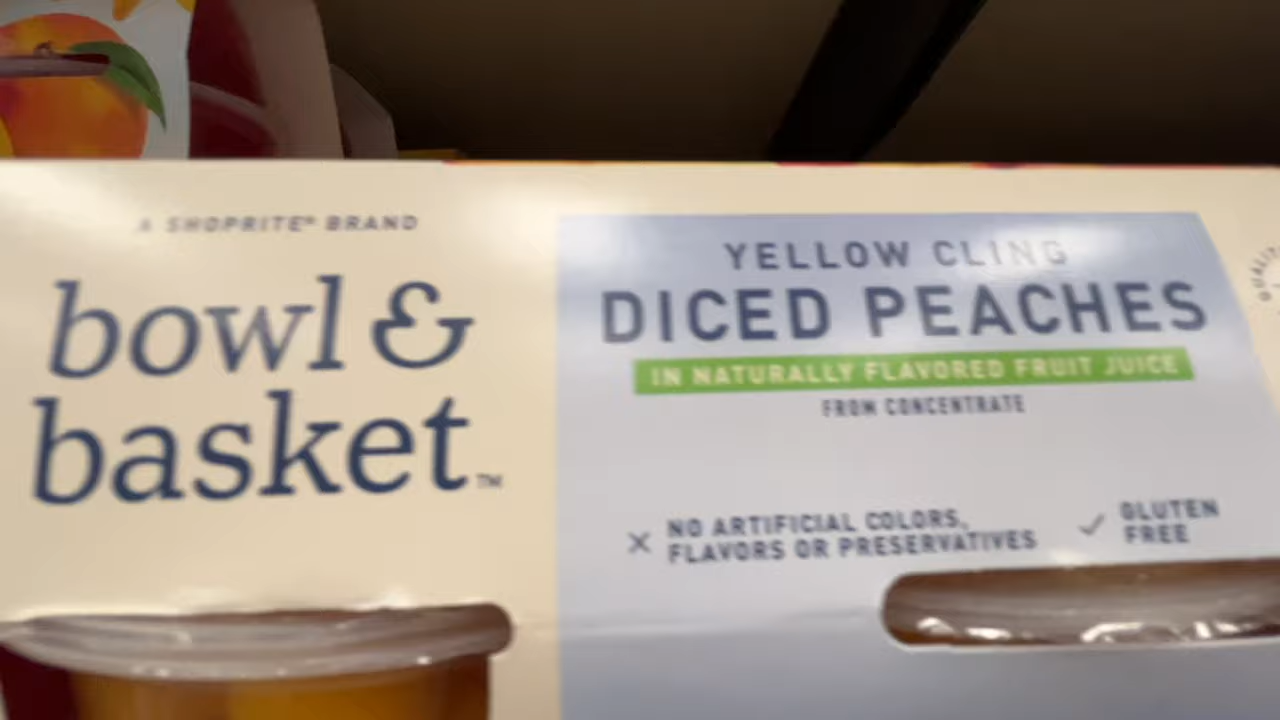 A SHOPRITE® BRAND
bowl &
basket™
YELLOW CLING
DICED PEACHES
IN NATURALLY FLAVORED FRUIT JUICE
FROM CONCENTRATE
NO ARTIFICIAL COLORS,
FLAVORS OR PRESERVATIVES
GLUTEN
FREE